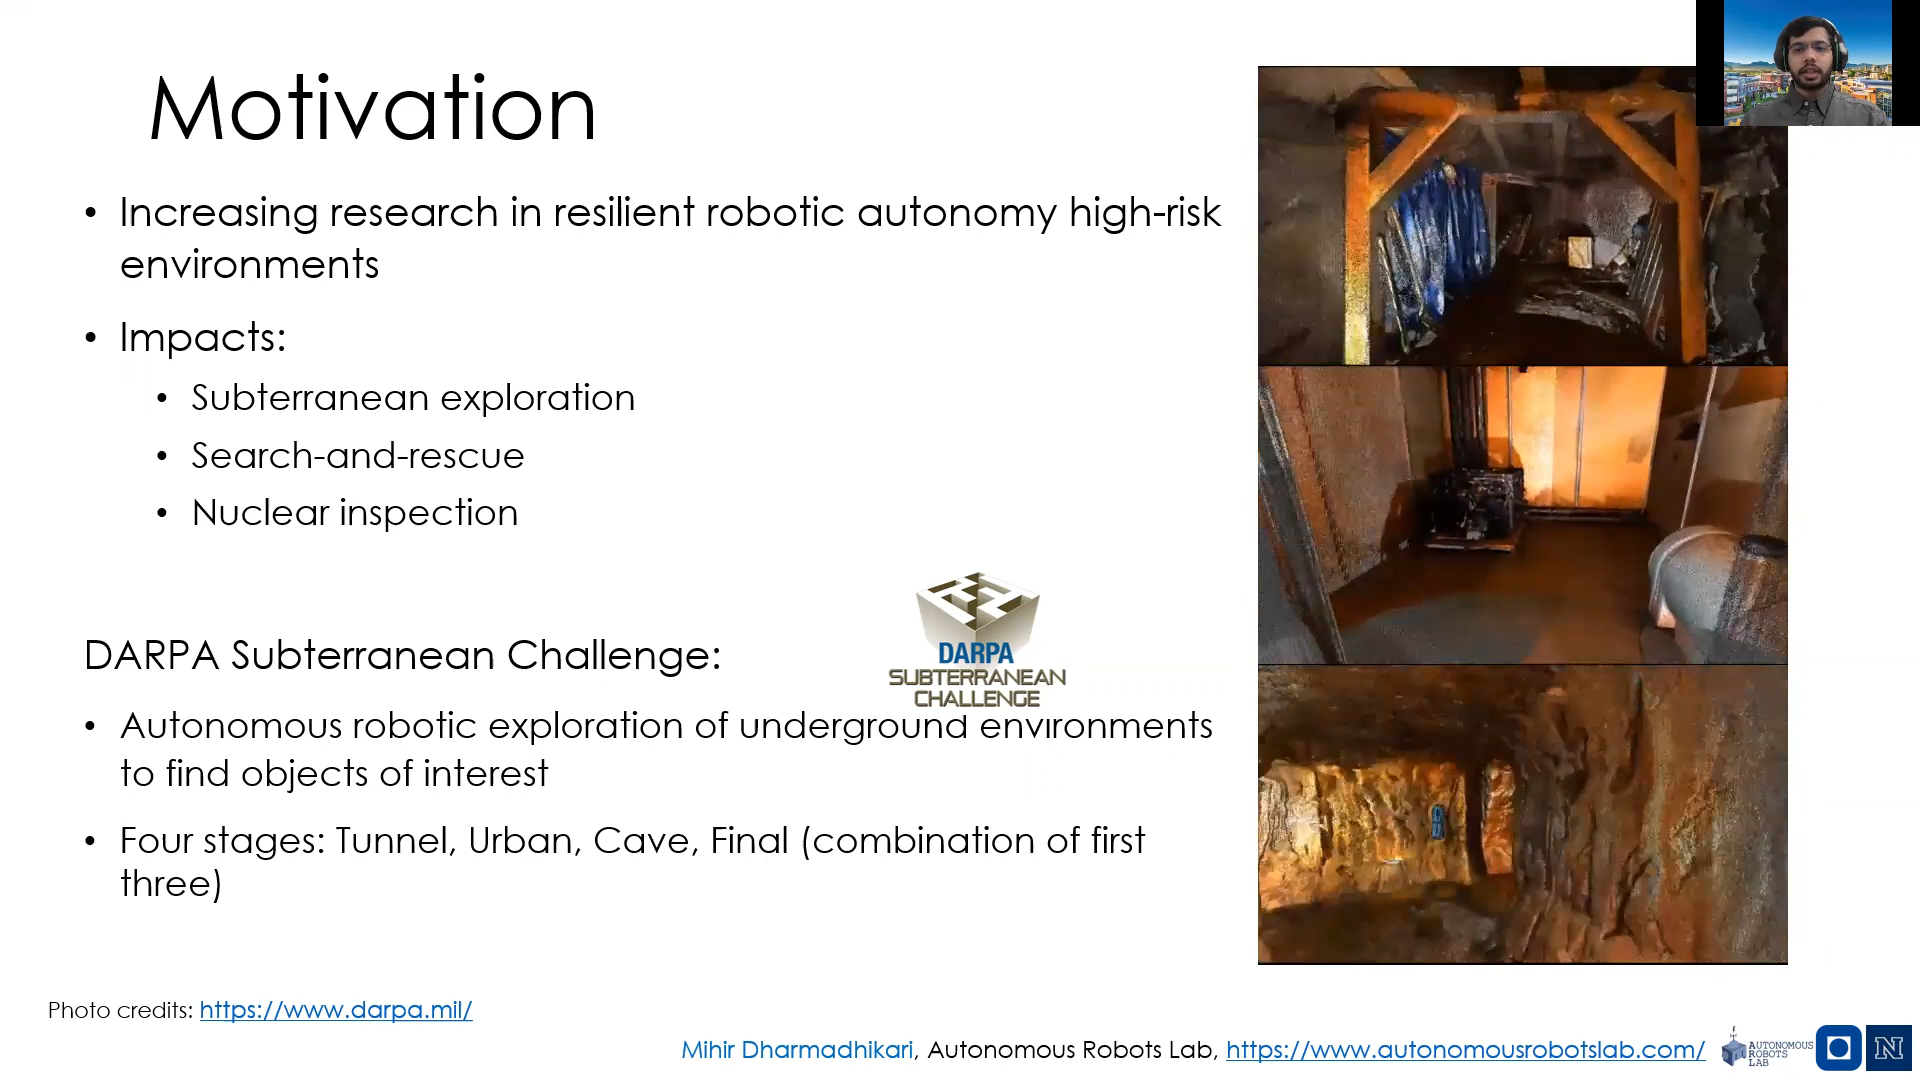 Motivation
• Increasing research in resilient robotic autonomy high-risk
environments
• Impacts:
• Subterranean exploration
• Search-and-rescue
• Nuclear inspection
DARPA
SUBTERRANEAN
CHALLENGE
DARPA Subterranean Challenge:
• Autonomous robotic exploration of underground environments
to find objects of interest
• Four stages: Tunnel, Urban, Cave, Final (combination of first
three)
Photo credits: https://www.darpa.mil/
Mihir Dharmadhikari, Autonomous Robots Lab, https://www.autonomousrobotslab.com/
AUTONOMOUS
ROBOTS
LAB
N